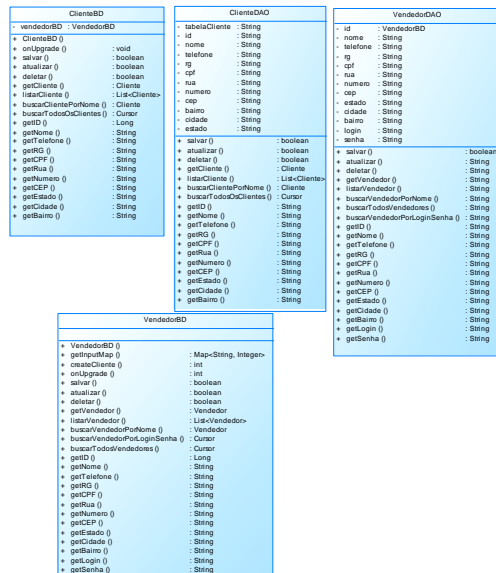 ClienteBD
- vendedorBD : VendedorBD
+ ClienteBD ()
+ onUpgrade () : void
+ salvar () : boolean
+ atualizar () : boolean
+ deletar () : boolean
+ getCliente () : Cliente
+ listarCliente () : List<Cliente>
+ buscarClientePorNome () : Cliente
+ buscarTodosOsClientes () : Cursor
+ getID () : Long
+ getNome () : String
+ getTelefone () : String
+ getRG () : String
+ getCPF () : String
+ getRua () : String
+ getNumero () : String
+ getCEP () : String
+ getEstado () : String
+ getCidade () : String
+ getBairro () : String
ClienteDAO
- tabelaCliente : String
- id : String
- nome : String
- telefone : String
- rg : String
- cpf : String
- rua : String
- numero : String
- cep : String
- bairro : String
- cidade : String
- estado : String
+ salvar () : boolean
+ atualizar () : boolean
+ deletar () : boolean
+ getCliente () : Cliente
+ listarCliente () : List<Cliente>
+ buscarClientePorNome () : Cliente
+ buscarTodosOsClientes () : Cursor
+ getID () : String
+ getNome () : String
+ getTelefone () : String
+ getRG () : String
+ getCPF () : String
+ getRua () : String
+ getNumero () : String
+ getCEP () : String
+ getEstado () : String
+ getCidade () : String
+ getBairro () : String
VendedorDAO
- id : VendedorBD
- nome : String
- telefone : String
- rg : String
- cpf : String
- rua : String
- numero : String
- cep : String
- estado : String
- cidade : String
- bairro : String
- login : String
- senha : String
+ salvar () : boolean
+ atualizar () : String
+ deletar () : String
+ getVendedor () : String
+ listarVendedor () : String
+ buscarVendedorPorNome () : String
+ buscarTodosVendedores () : String
+ buscarVendedorPorLoginSenha () : String
+ getID () : String
+ getNome () : String
+ getTelefone () : String
+ getRG () : String
+ getCPF () : String
+ getRua () : String
+ getNumero () : String
+ getCEP () : String
+ getEstado () : String
+ getCidade () : String
+ getBairro () : String
+ getLogin () : String
+ getSenha () : String
VendedorBD
+ VendedorBD ()
+ getInputMap () : Map<String, Integer>
+ createCliente () : int
+ onUpgrade () : int
+ salvar () : boolean
+ atualizar () : boolean
+ deletar () : boolean
+ getVendedor () : Vendedor
+ listarVendedor () : List<Vendedor>
+ buscarVendedorPorNome () : Vendedor
+ buscarVendedorPorLoginSenha () : Cursor
+ buscarTodosVendedores () : Cursor
+ getID () : Long
+ getNome () : String
+ getTelefone () : String
+ getRG () : String
+ getCPF () : String
+ getRua () : String
+ getNumero () : String
+ getCEP () : String
+ getEstado () : String
+ getCidade () : String
+ getBairro () : String
+ getLogin () : String
+ getSenha () : String